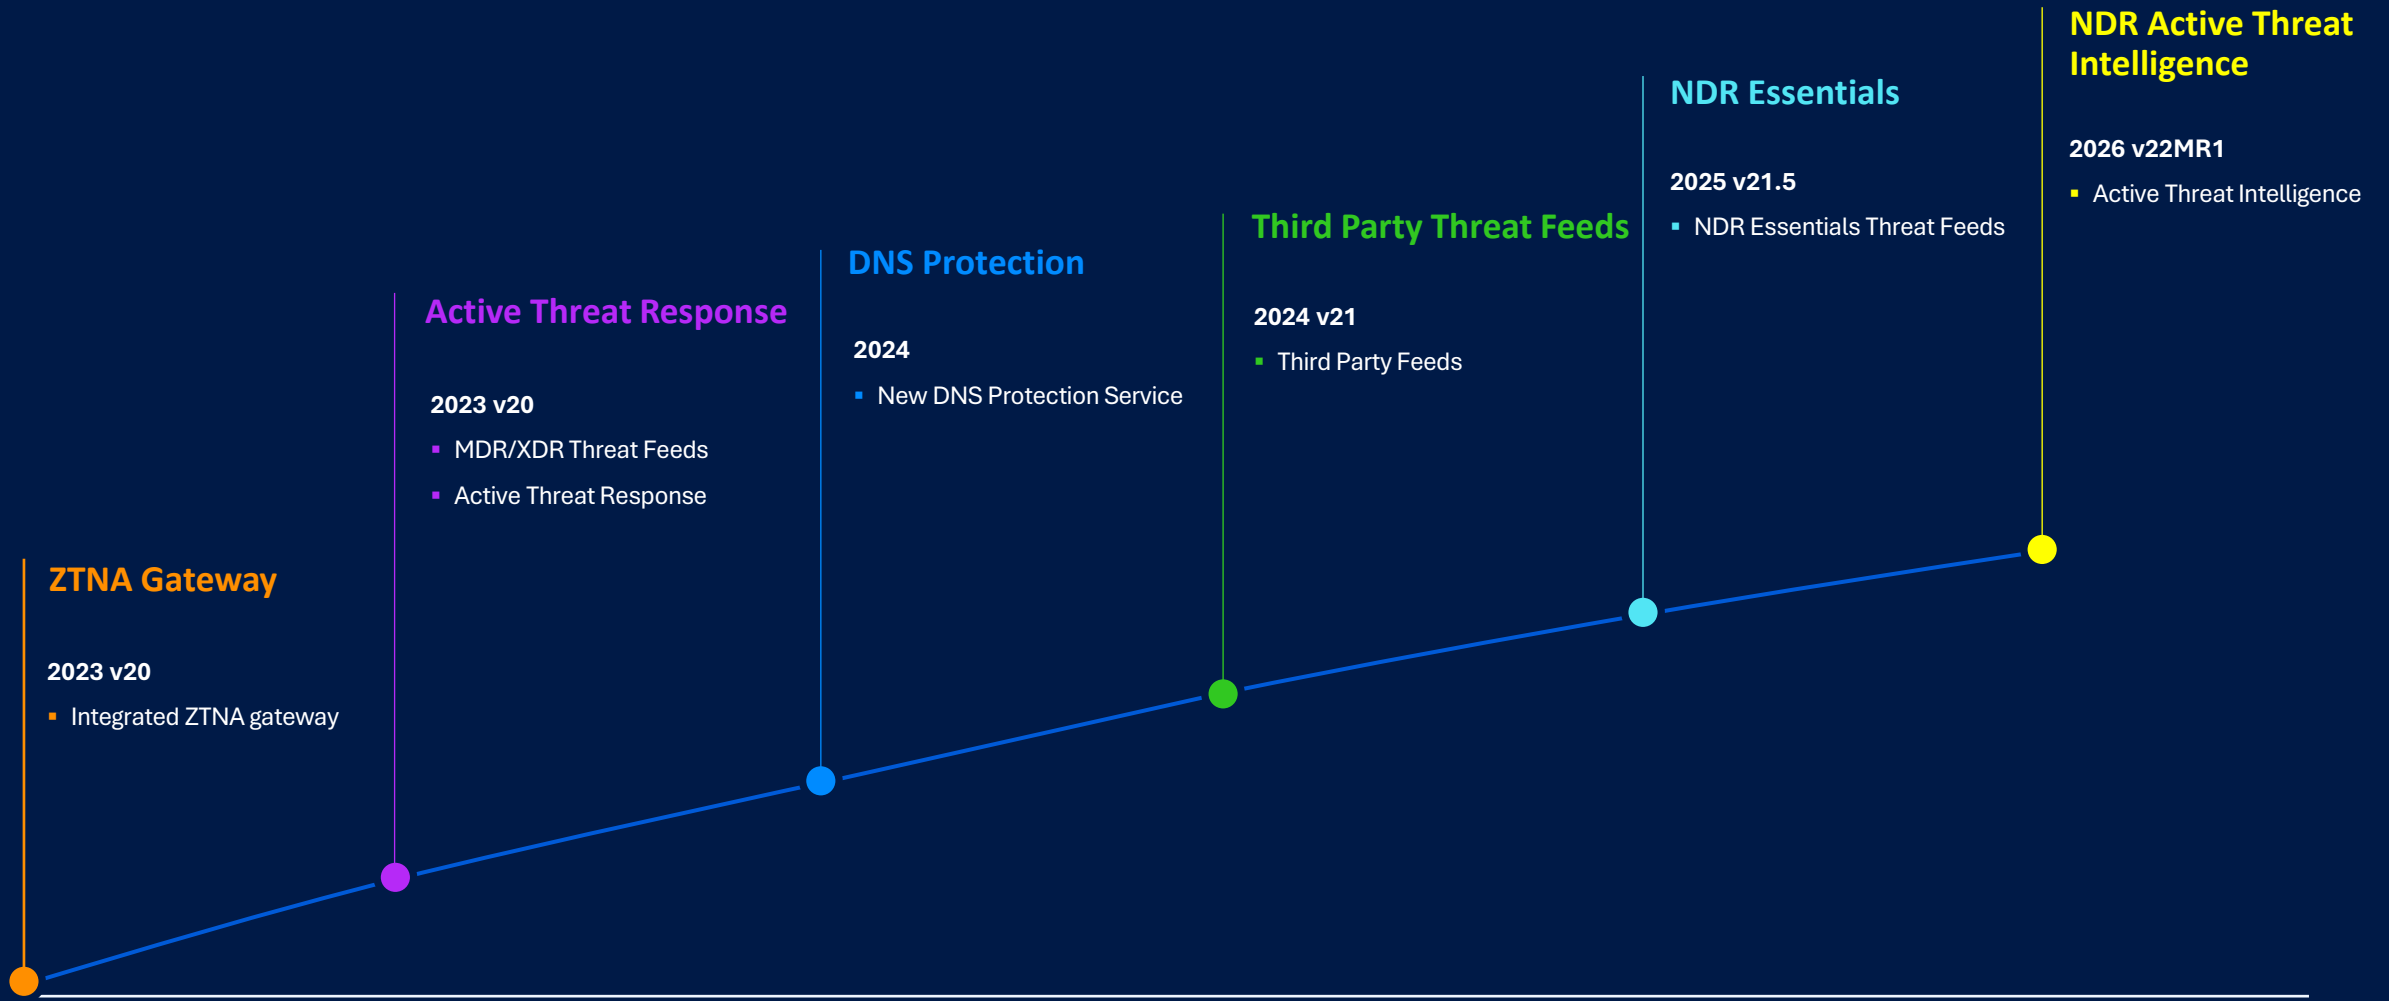 ZTNA Gateway
2023 v20
Integrated ZTNA gateway
Active Threat Response
2023 v20
MDR/XDR Threat Feeds
Active Threat Response
DNS Protection
2024
New DNS Protection Service
Third Party Threat Feeds
2024 v21
Third Party Feeds
NDR Essentials
2025 v21.5
NDR Essentials Threat Feeds
NDR Active Threat
Intelligence
2026 v22MR1
Active Threat Intelligence